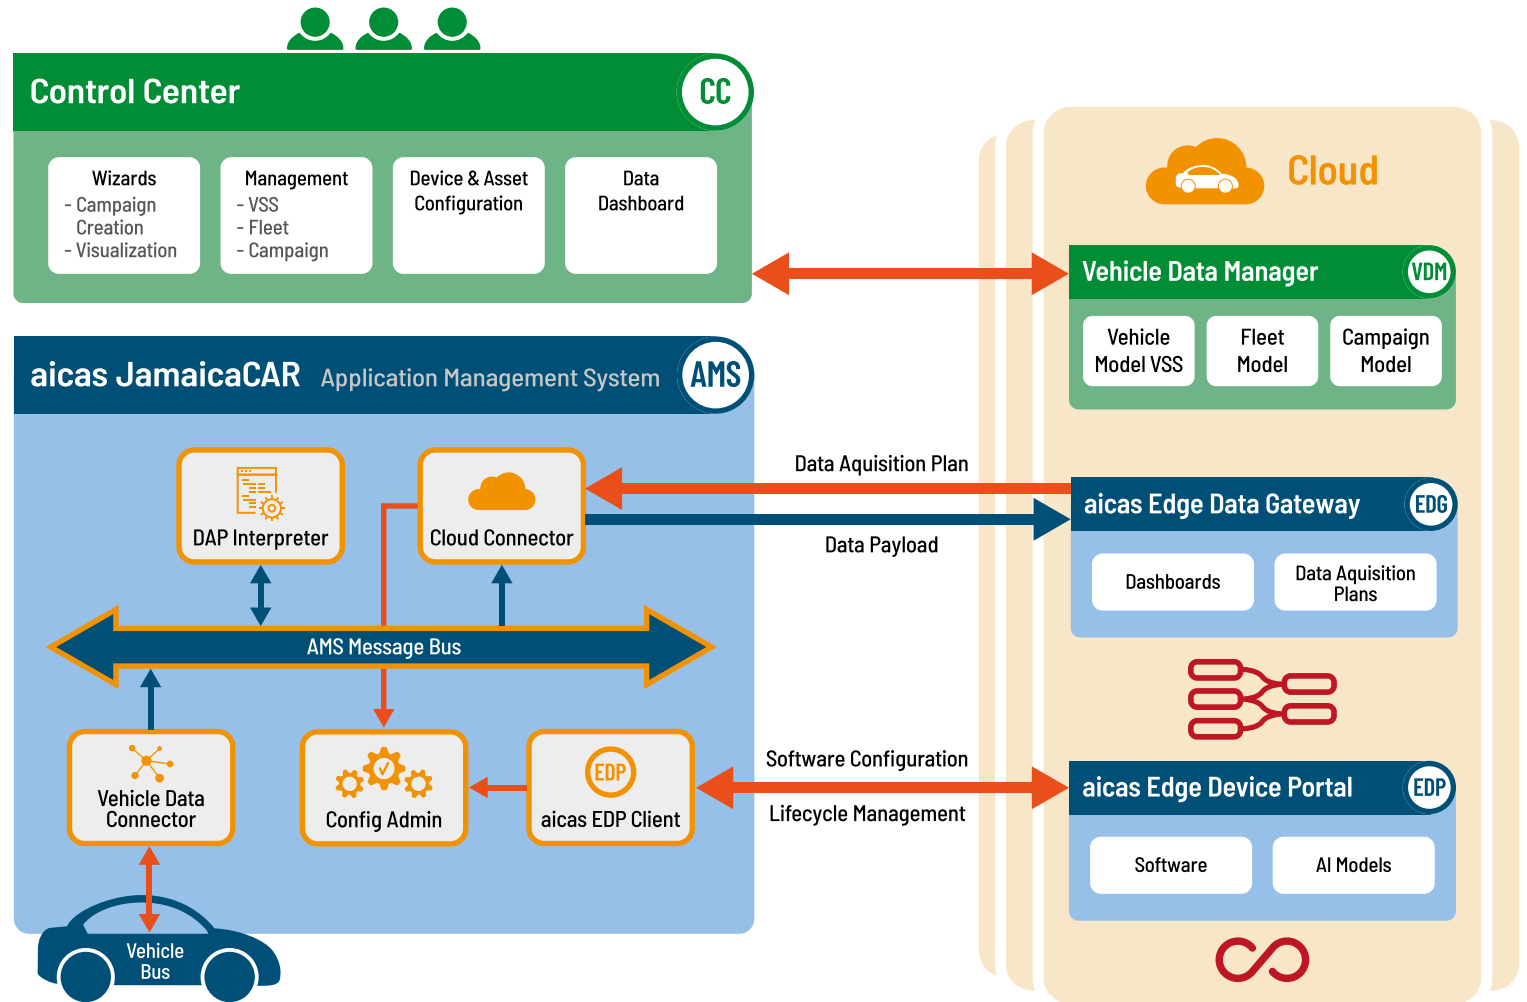 Control Center
CC
Wizards
- Campaign
Creation
- Visualization
Management
- VSS
- Fleet
- Campaign
Device & Asset
Configuration
Data
Dashboard
aicas JamaicaCAR Application Management System
AMS
DAP Interpreter
Cloud Connector
AMS Message Bus
Vehicle Data
Connector
Config Admin
EDP
aicas EDP Client
Vehicle
Bus
Data Aquisition Plan
Data Payload
Software Configuration
Lifecycle Management
Cloud
Vehicle Data Manager
VDM
Vehicle
Model VSS
Fleet
Model
Campaign
Model
aicas Edge Data Gateway
EDG
Dashboards
Data Aquisition
Plans
aicas Edge Device Portal
EDP
Software
AI Models